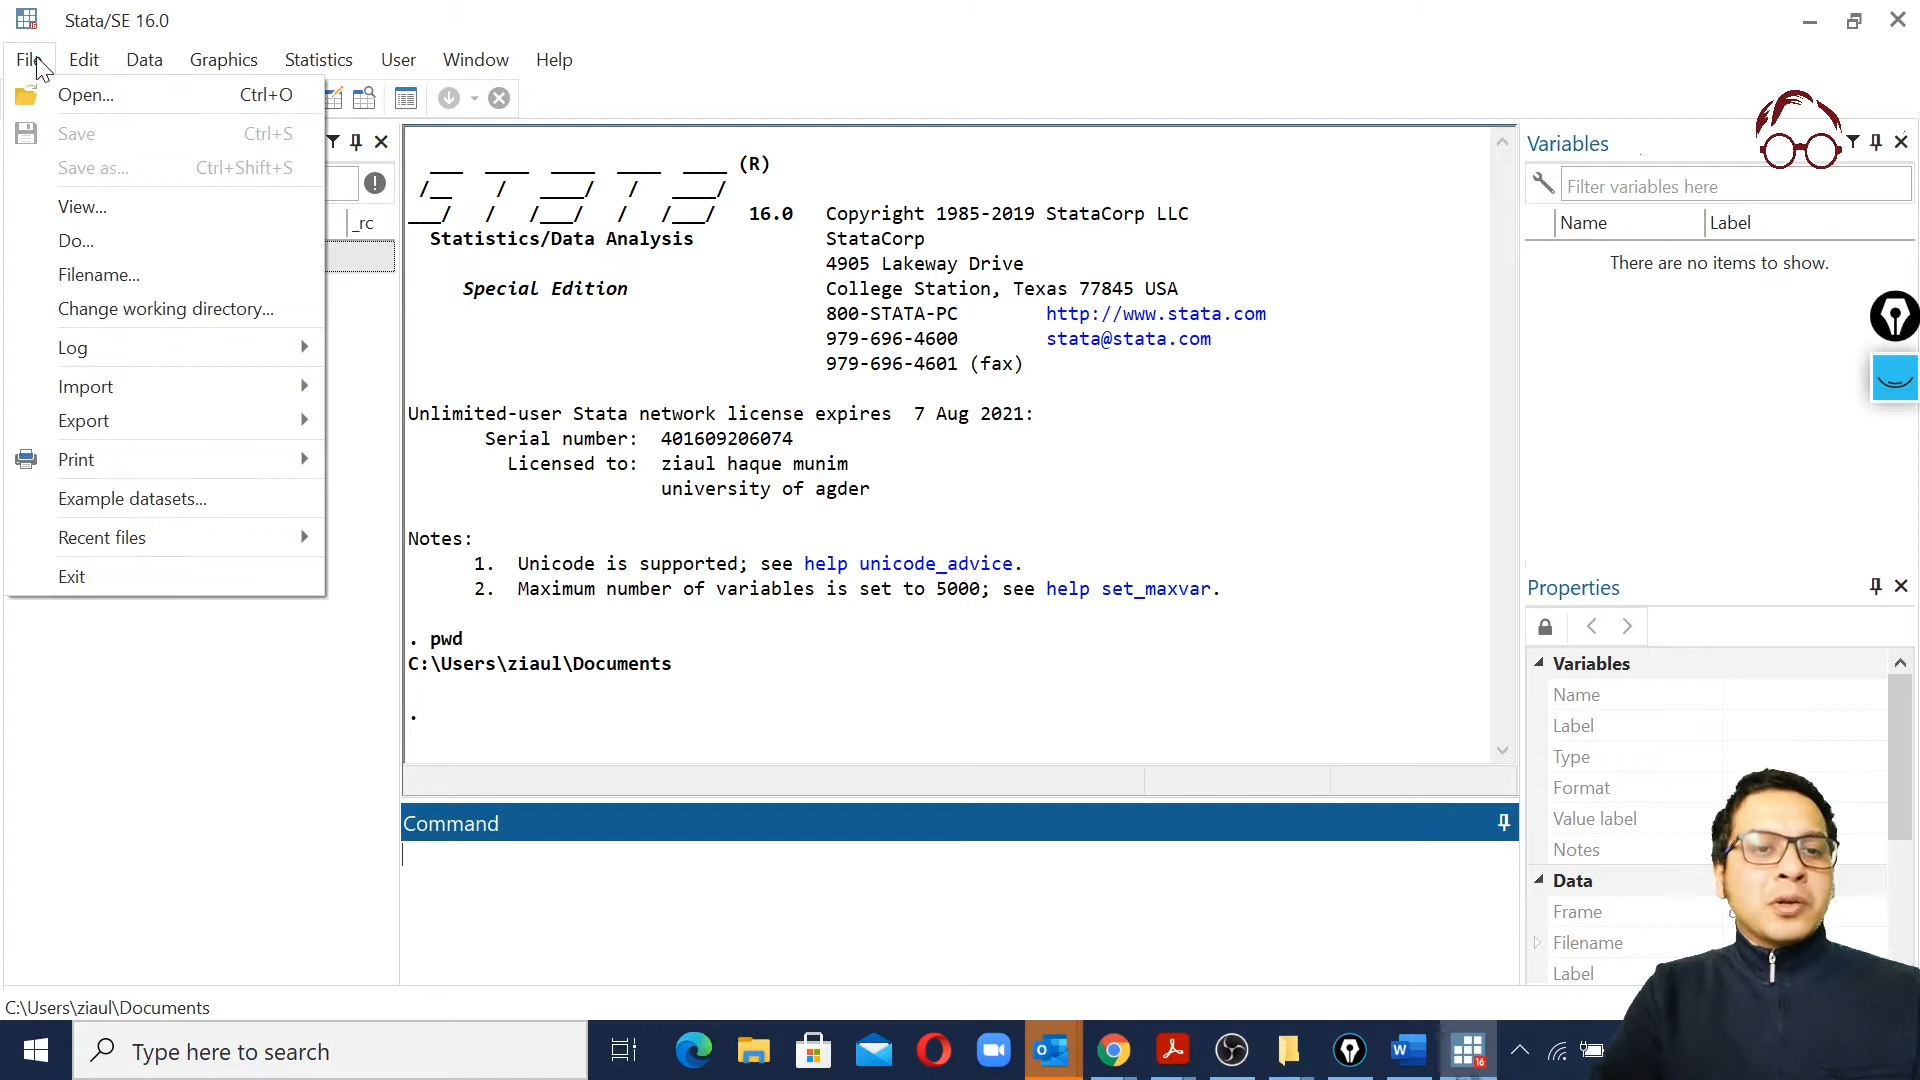 Stata/SE 16.0
File Edit Data Graphics Statistics User Window Help
Open... Ctrl+O
Save Ctrl+S
Save as... Ctrl+Shift+S
View...
Do...
Filename...
Change working directory...
Log
Import
Export
Print
Example datasets...
Recent files
Exit
_rc
(R)
16.0 Copyright 1985-2019 StataCorp LLC
Statistics/Data Analysis StataCorp
4905 Lakeway Drive
Special Edition College Station, Texas 77845 USA
800-STATA-PC http://www.stata.com
979-696-4600 stata@stata.com
979-696-4601 (fax)
Unlimited-user Stata network license expires 7 Aug 2021:
Serial number: 401609206074
Licensed to: ziaul haque munim
university of agder
Notes:
1. Unicode is supported; see help unicode_advice.
2. Maximum number of variables is set to 5000; see help set_maxvar.
. pwd
C:\Users\ziaul\Documents
.
Command
Variables
Filter variables here
Name Label
There are no items to show.
Properties
Variables
Name
Label
Type
Format
Value label
Notes
Data
Frame
Filename
Label
C:\Users\ziaul\Documents
Type here to search
16